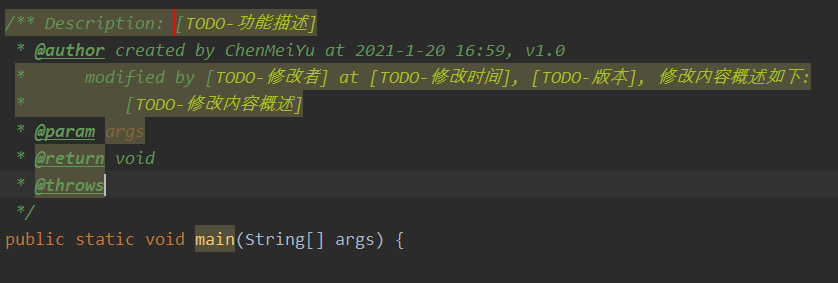 /** Description: [TODO-功能描述]
 * @author created by ChenMeiYu at 2021-1-20 16:59, v1.0
 *      modified by [TODO-修改者] at [TODO-修改时间], [TODO-版本], 修改内容概述如下:
 *          [TODO-修改内容概述]
 * @param args
 * @return void
 * @throws
 */
public static void main(String[] args) {